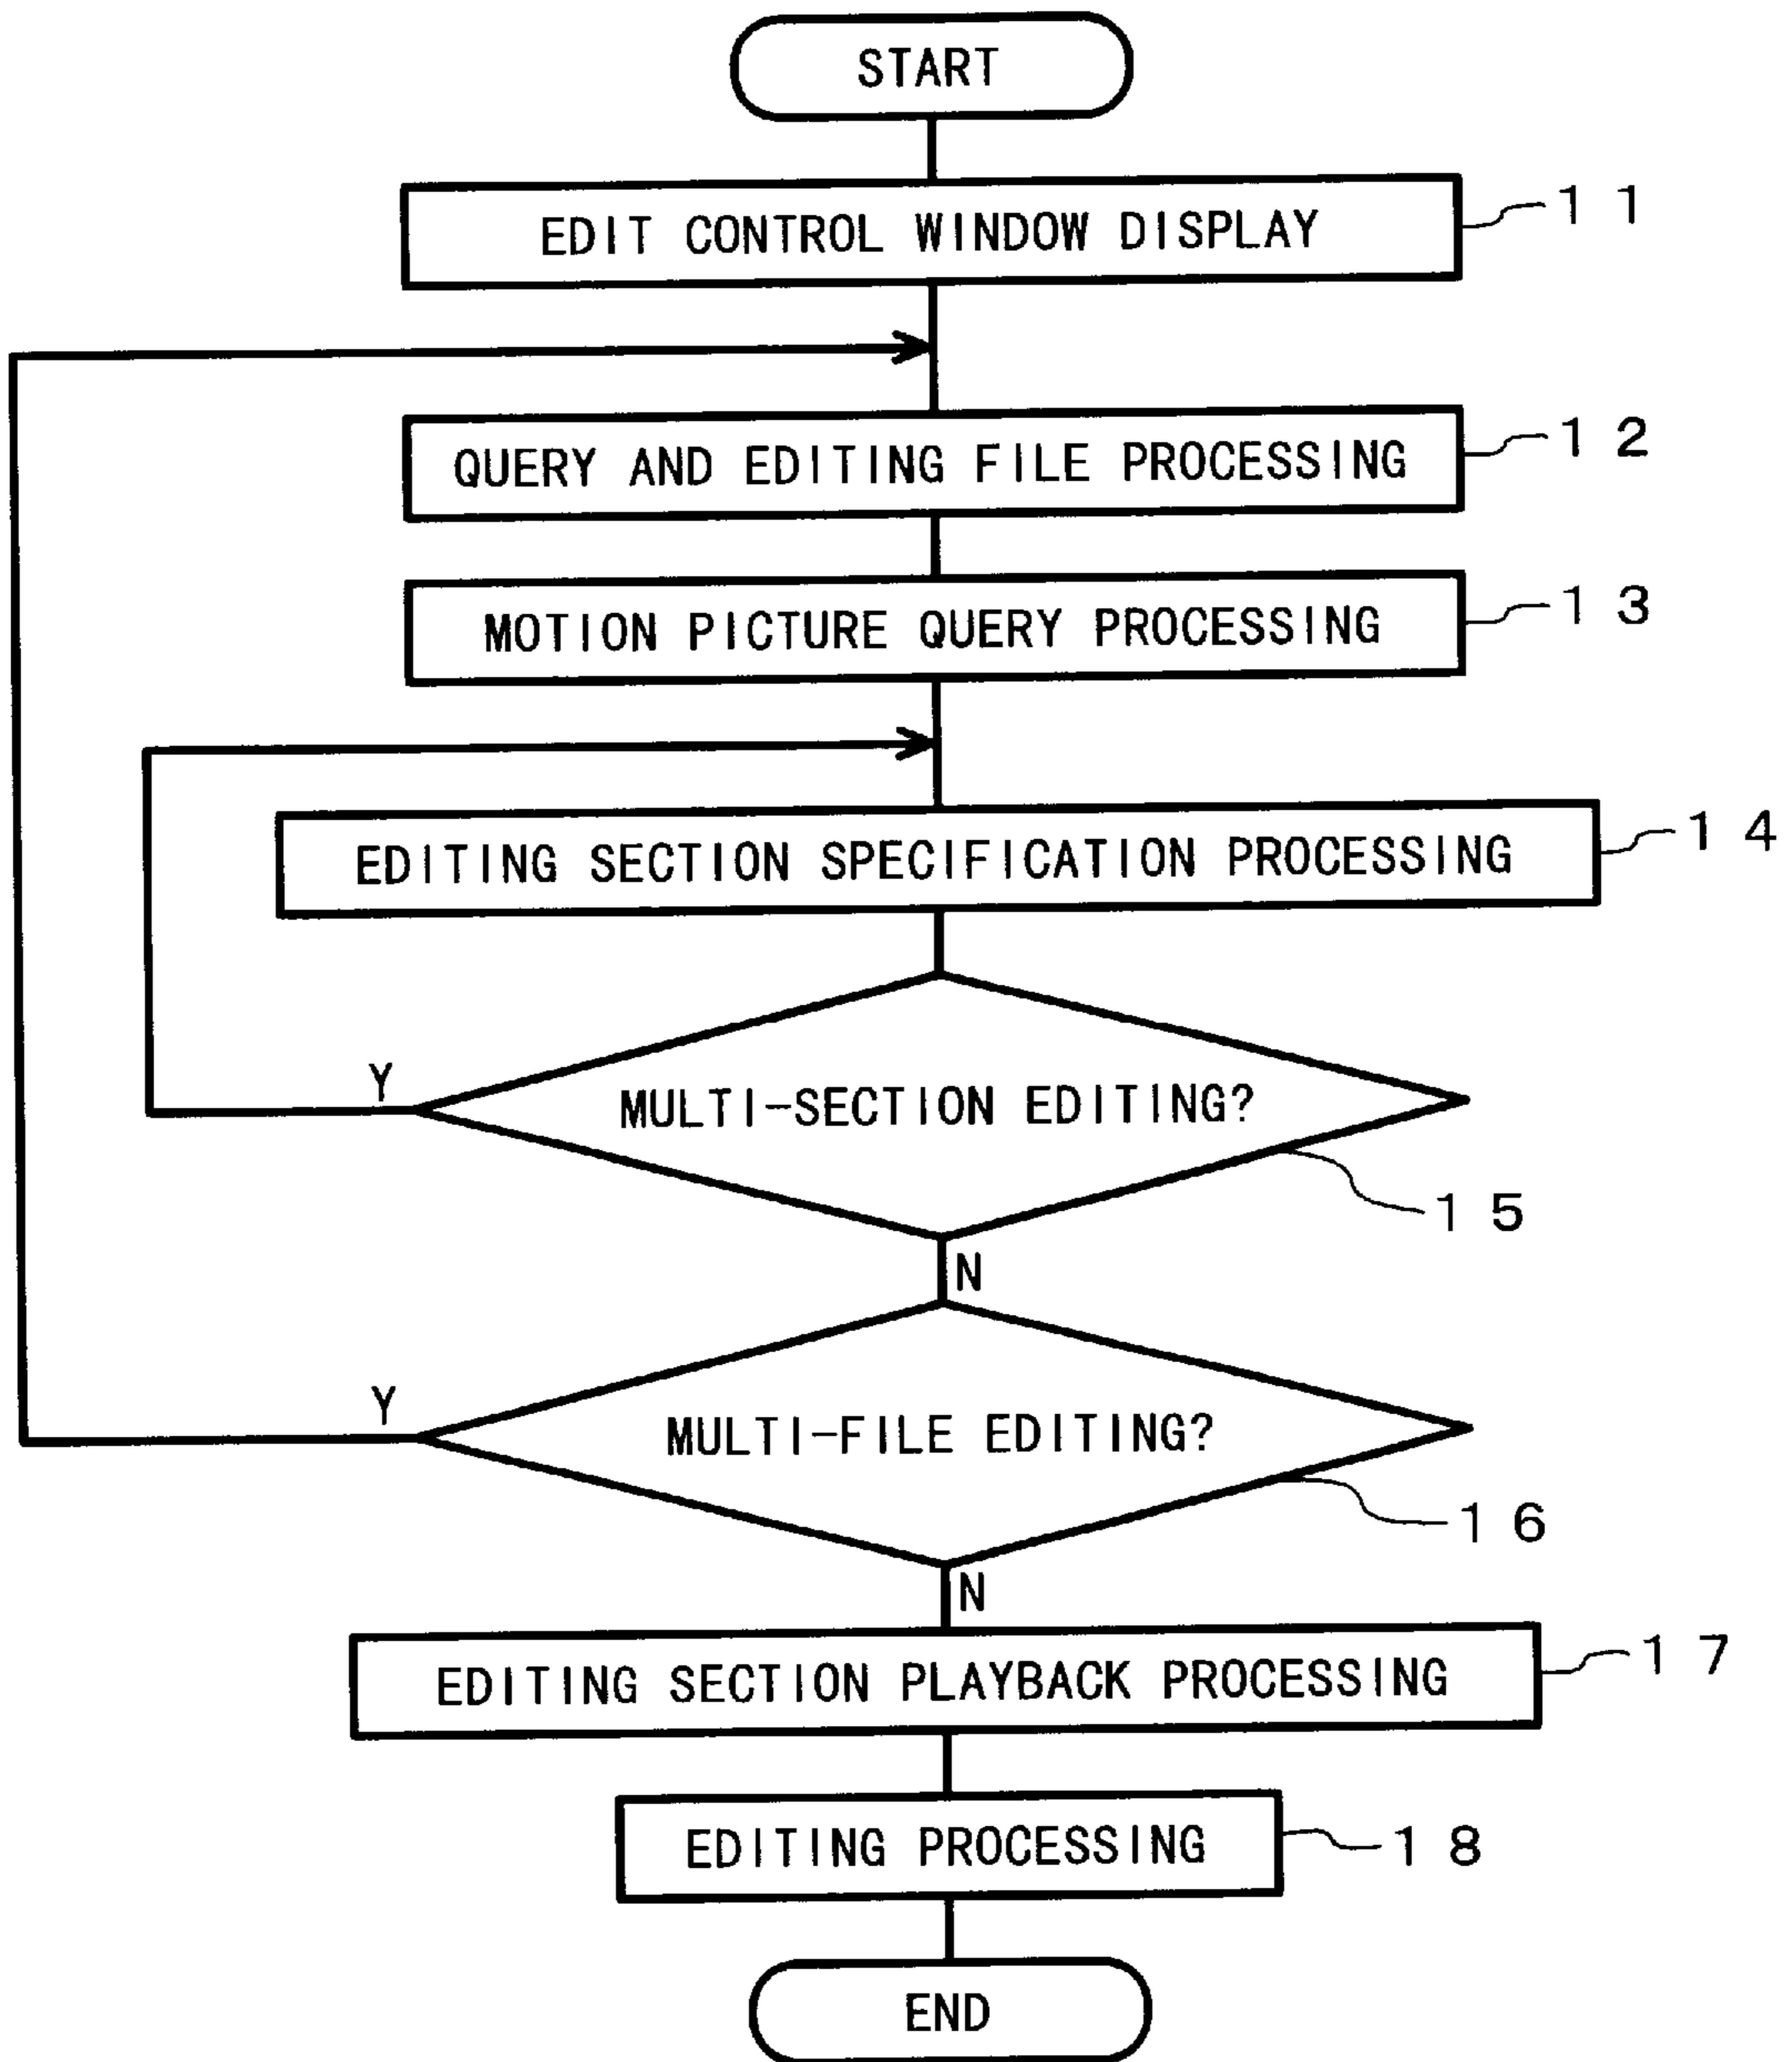 START
EDIT CONTROL WINDOW DISPLAY
11
QUERY AND EDITING FILE PROCESSING
12
MOTION PICTURE QUERY PROCESSING
13
EDITING SECTION SPECIFICATION PROCESSING
14
Y
MULTI-SECTION EDITING?
15
N
Y
MULTI-FILE EDITING?
16
N
EDITING SECTION PLAYBACK PROCESSING
17
EDITING PROCESSING
18
END